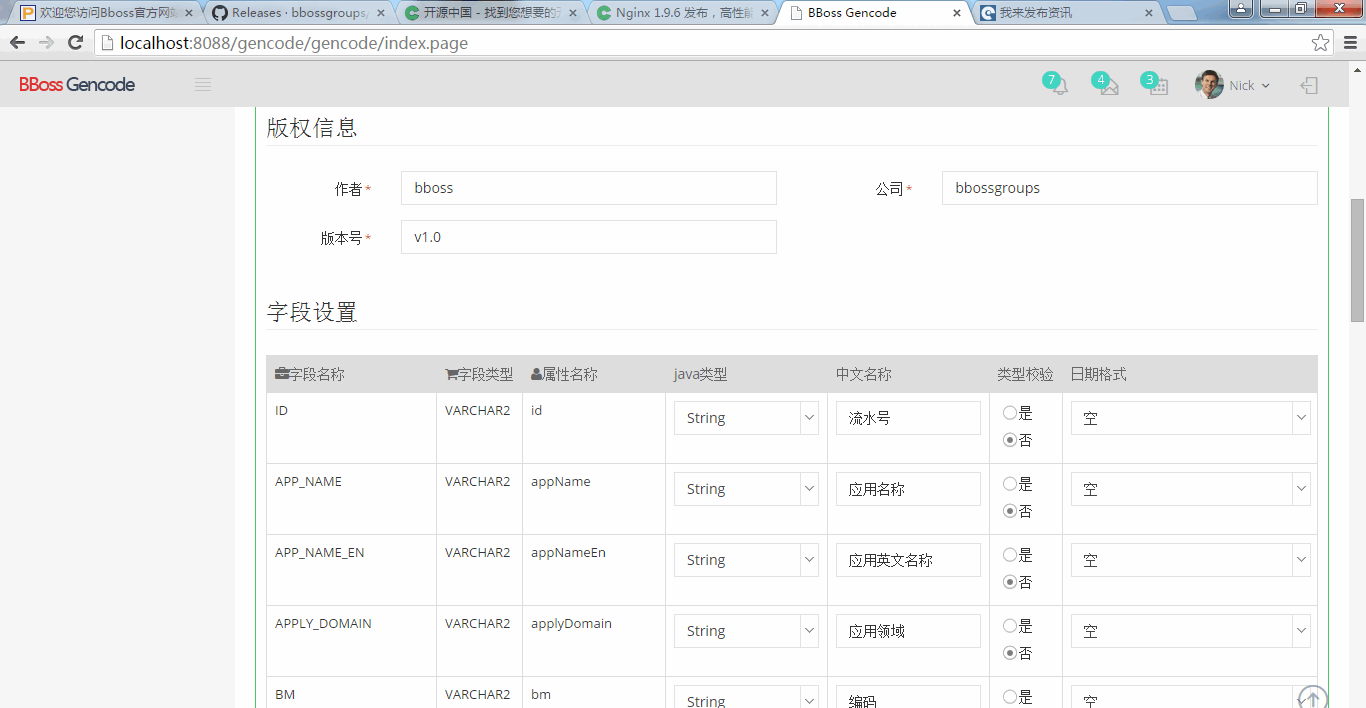 欢迎您访问Bboss官方网站
Releases · bbossgroups/
开源中国 - 找到您想要的
Nginx 1.9.6 发布，高性能
BBoss Gencode
我来发布资讯
localhost:8088/gencode/gencode/index.page
BBoss Gencode
7
4
3
Nick
版权信息
作者*
bboss
公司*
bbossgroups
版本号*
v1.0
字段设置
字段名称 字段类型 属性名称 java类型 中文名称 类型校验 日期格式
ID VARCHAR2 id String 流水号 是 空
否
APP_NAME VARCHAR2 appName String 应用名称 是 空
否
APP_NAME_EN VARCHAR2 appNameEn String 应用英文名称 是 空
否
APPLY_DOMAIN VARCHAR2 applyDomain String 应用领域 是 空
否
BM VARCHAR2 bm String 编码 是 空